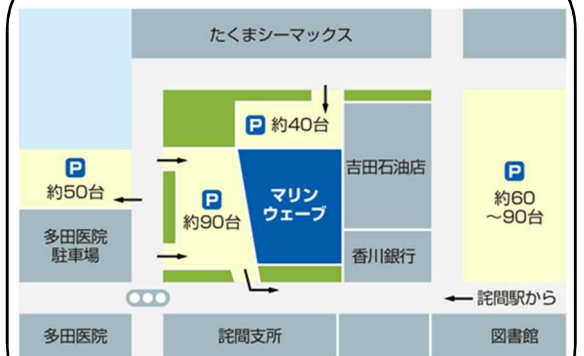 たくまシーマックス
P 約40台
吉田石油店
P
約50台
P
約90台
マリン
ウェーブ
P
約60
～90台
多田医院
駐車場
香川銀行
詫間駅から
多田医院
詫間支所
図書館